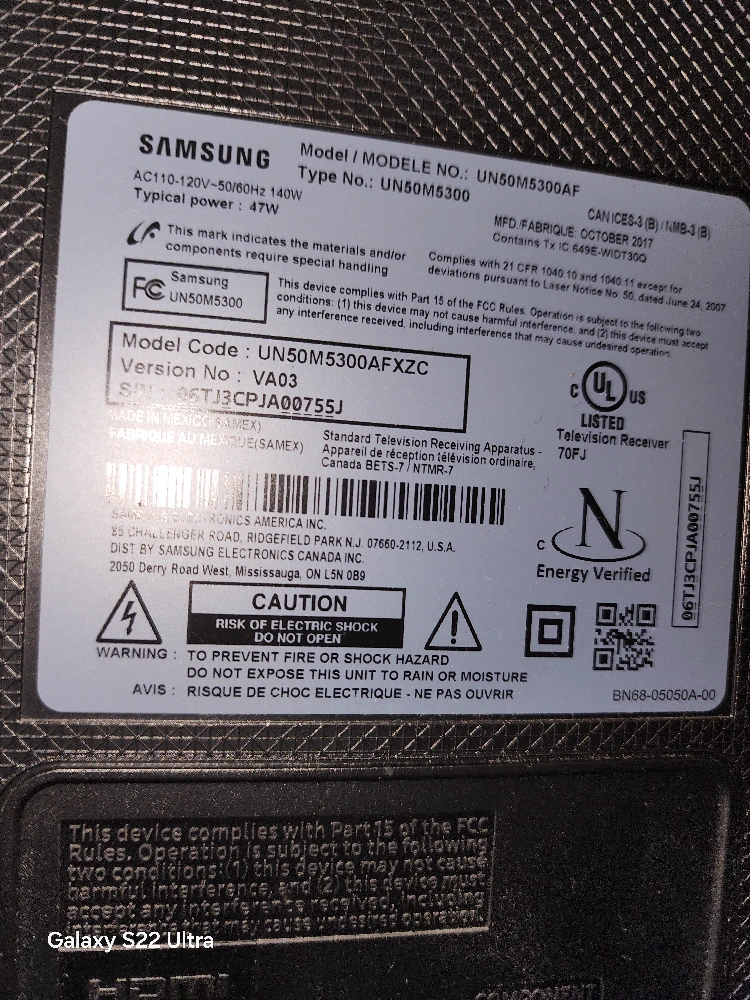 SAMSUNG
Model / MODELE NO.: UN50M5300AF
Type No.: UN50M5300
AC110-120V~50/60Hz 140W
Typical power : 47W
CAN ICES-3 (B) / NMB-3 (B)
MFD./FABRIQUE: OCTOBER 2017
Contains Tx IC:649E-WIDT30Q
This mark indicates the materials and/or
components require special handling
Complies with 21 CFR 1040.10 and 1040.11 except for
deviations pursuant to Laser Notice No. 50, dated June 24, 2007
FC Samsung
UN50M5300
This device complies with Part 15 of the FCC Rules. Operation is subject to the following two
conditions: (1) this device may not cause harmful interference, and (2) this device must accept
any interference received, including interference that may cause undesired operation.
Model Code : UN50M5300AFXZC
Version No : VA03
S/N : 06TJ3CPJA00755J
MADE IN MEXICO(SAMEX)
FABRIQUE AU MEXIQUE(SAMEX)
Standard Television Receiving Apparatus -
Appareil de réception télévision ordinaire,
Canada BETS-7 / NTMR-7
C UL US
LISTED
Television Receiver
70FJ
SAMSUNG ELECTRONICS AMERICA INC.
85 CHALLENGER ROAD, RIDGEFIELD PARK N.J. 07660-2112, U.S.A.
DIST BY SAMSUNG ELECTRONICS CANADA INC.
2050 Derry Road West, Mississauga, ON L5N 0B9
C N
Energy Verified
06TJ3CPJA00755J
CAUTION
RISK OF ELECTRIC SHOCK
DO NOT OPEN
WARNING : TO PREVENT FIRE OR SHOCK HAZARD
DO NOT EXPOSE THIS UNIT TO RAIN OR MOISTURE
AVIS : RISQUE DE CHOC ELECTRIQUE - NE PAS OUVRIR
BN68-05050A-00
This device complies with Part 15 of the FCC
Rules. Operation is subject to the following
two conditions:(1) this device may not cause
harmful interference, and (2) this device must
accept any interference received, including
interference that may cause undesired operation.
Galaxy S22 Ultra
HDMI
COMPONENT